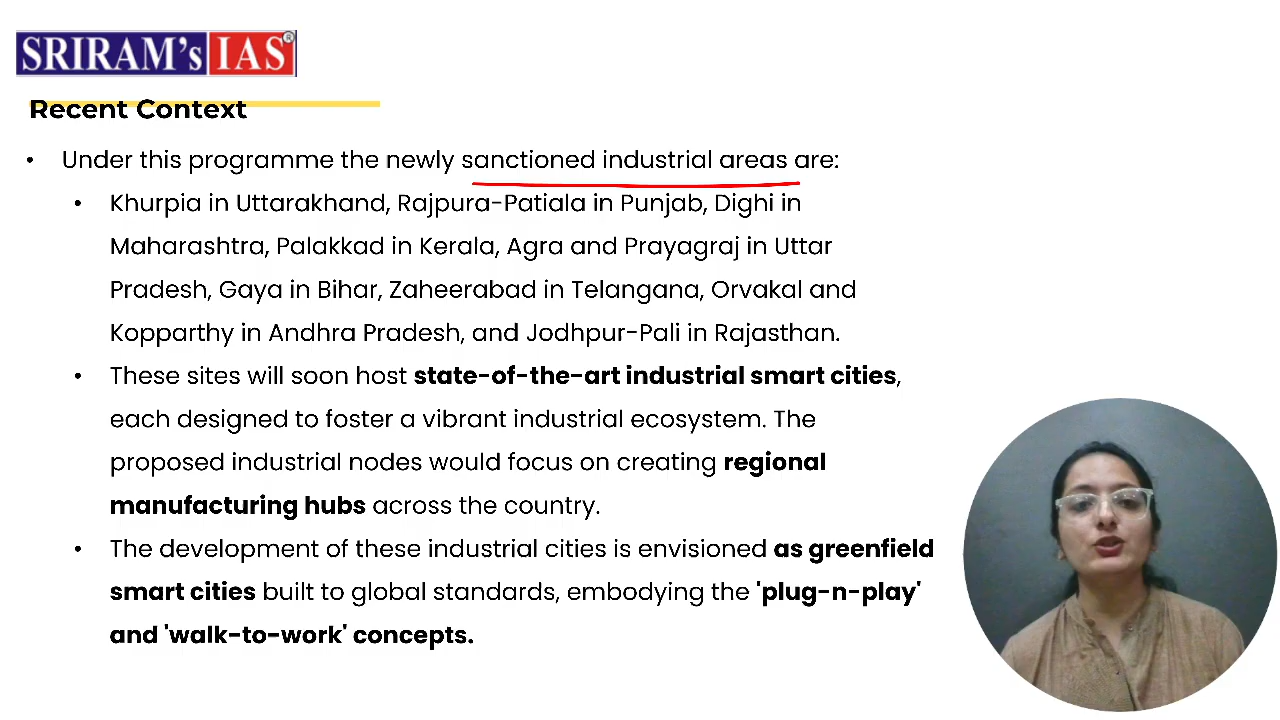 SRIRAM's IAS®
Recent Context
• Under this programme the newly sanctioned industrial areas are:
• Khurpia in Uttarakhand, Rajpura-Patiala in Punjab, Dighi in
Maharashtra, Palakkad in Kerala, Agra and Prayagraj in Uttar
Pradesh, Gaya in Bihar, Zaheerabad in Telangana, Orvakal and
Kopparthy in Andhra Pradesh, and Jodhpur-Pali in Rajasthan.
• These sites will soon host state-of-the-art industrial smart cities,
each designed to foster a vibrant industrial ecosystem. The
proposed industrial nodes would focus on creating regional
manufacturing hubs across the country.
• The development of these industrial cities is envisioned as greenfield
smart cities built to global standards, embodying the 'plug-n-play'
and 'walk-to-work' concepts.